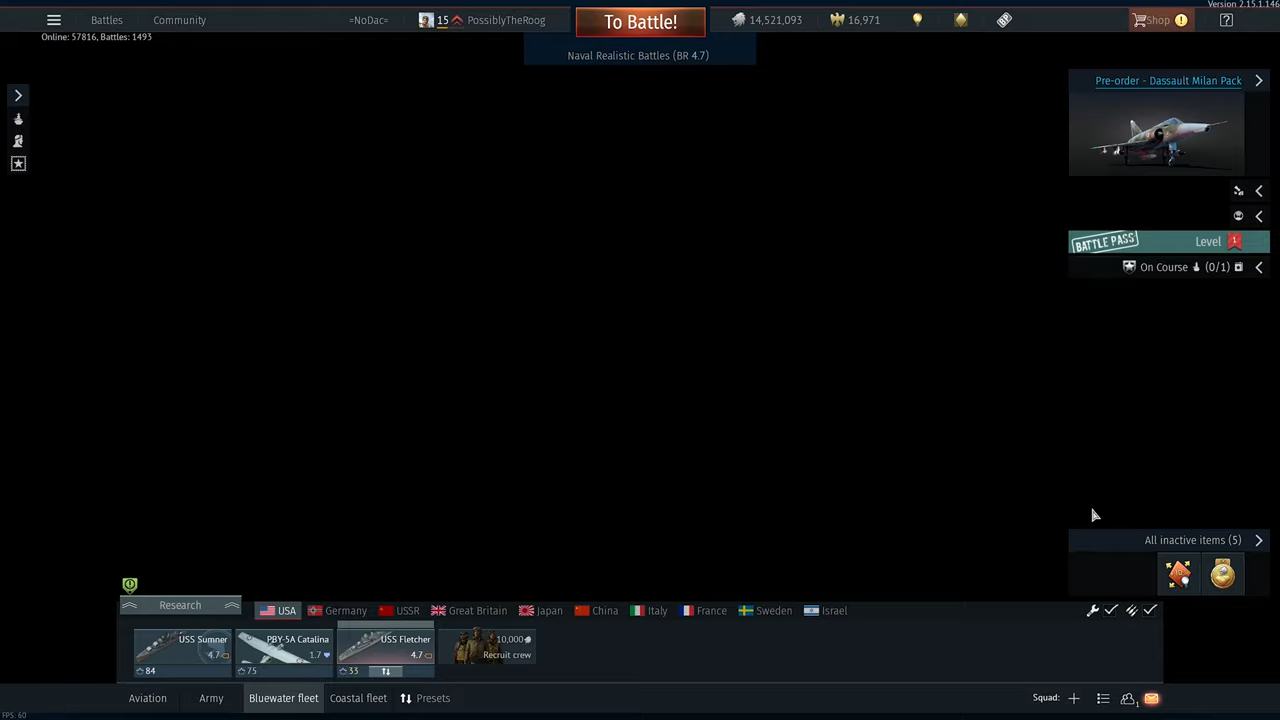 Version 2.15.1.146
Battles Community =NoDac= 15 PossiblyTheRoog To Battle! 14,521,093 16,971 Shop
Online: 57816, Battles: 1493
Naval Realistic Battles (BR 4.7)
Pre-order - Dassault Milan Pack
BATTLE PASS Level 1
On Course (0/1)
All inactive items (5)
Research USA Germany USSR Great Britain Japan China Italy France Sweden Israel
USS Sumner PBY-5A Catalina USS Fletcher 10,000
4.7 1.7 4.7 Recruit crew
84 75 33
Aviation Army Bluewater fleet Coastal fleet Presets Squad: 1
FPS: 60